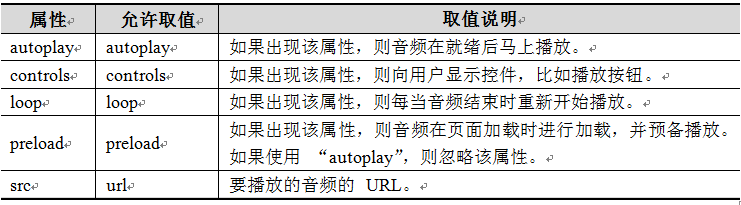 属性 允许取值 取值说明
autoplay autoplay 如果出现该属性，则音频在就绪后马上播放。
controls controls 如果出现该属性，则向用户显示控件，比如播放按钮。
loop loop 如果出现该属性，则每当音频结束时重新开始播放。
preload preload 如果出现该属性，则音频在页面加载时进行加载，并预备播放。
如果使用 “autoplay”，则忽略该属性。
src url 要播放的音频的 URL。